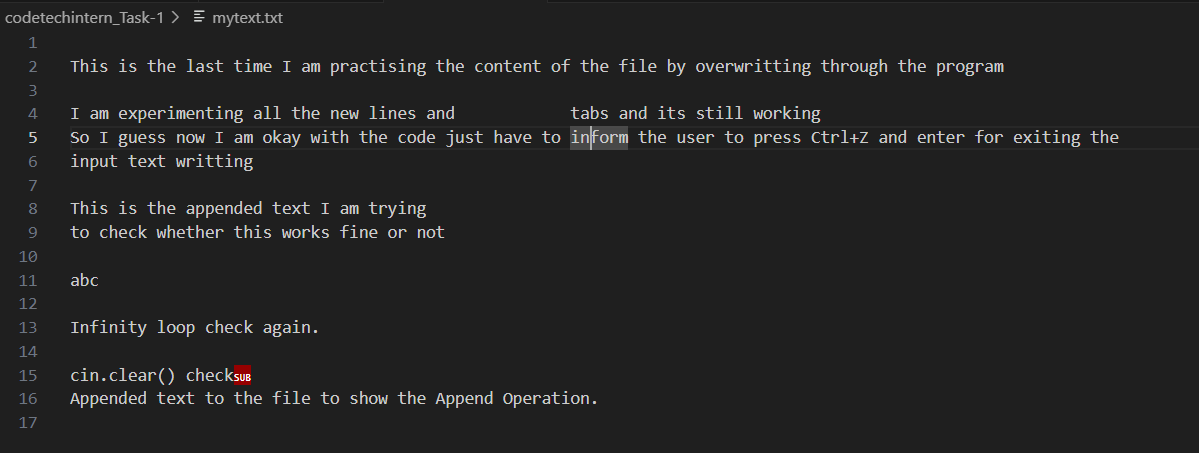 codetechintern_Task-1 > mytext.txt
1
2 This is the last time I am practising the content of the file by overwritting through the program
3
4 I am experimenting all the new lines and            tabs and its still working
5 So I guess now I am okay with the code just have to inform the user to press Ctrl+Z and enter for exiting the
6 input text writting
7
8 This is the appended text I am trying
9 to check whether this works fine or not
10
11 abc
12
13 Infinity loop check again.
14
15 cin.clear() checkSUB
16 Appended text to the file to show the Append Operation.
17